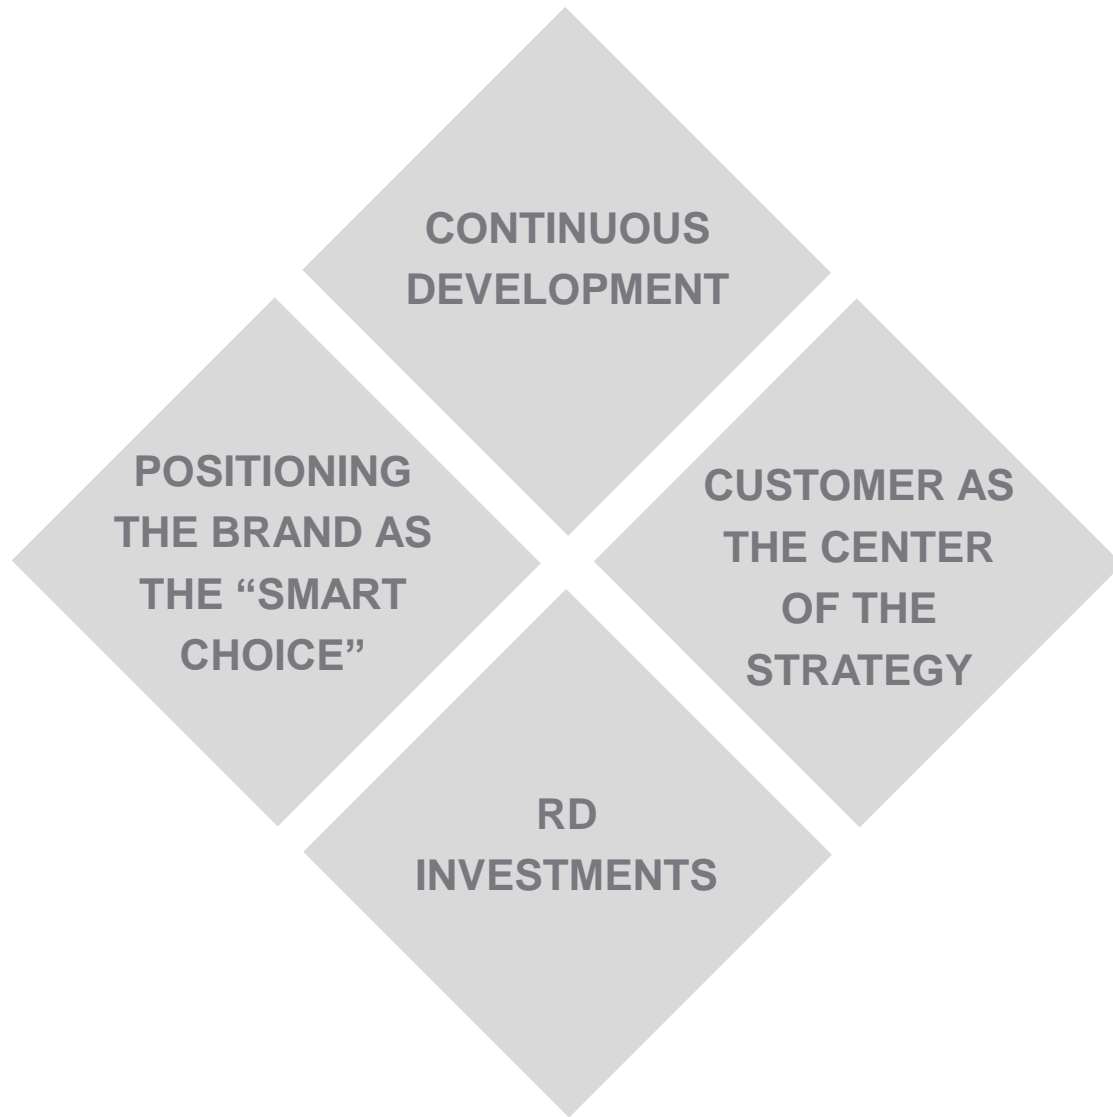 CONTINUOUS
DEVELOPMENT
POSITIONING
THE BRAND AS
THE “SMART
CHOICE”
CUSTOMER AS
THE CENTER
OF THE
STRATEGY
RD
INVESTMENTS